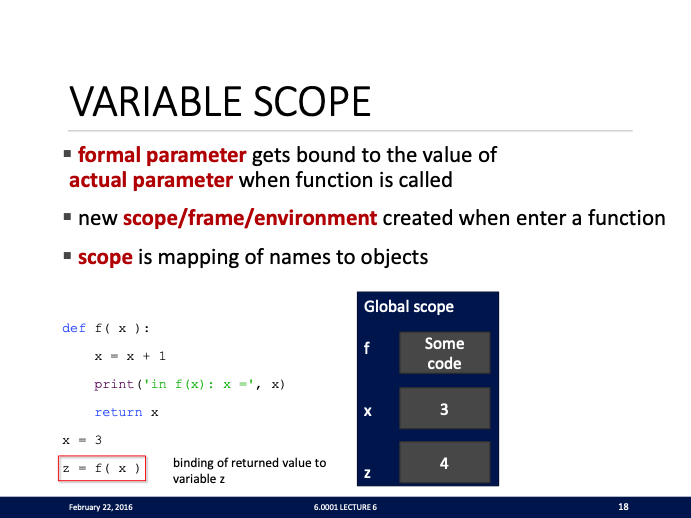 VARIABLE SCOPE
▪ formal parameter gets bound to the value of
actual parameter when function is called
▪ new scope/frame/environment created when enter a function
▪ scope is mapping of names to objects
def f( x ):
    x = x + 1
    print('in f(x): x =', x)
    return x
x = 3
z = f( x )
binding of returned value to
variable z
Global scope
f
Some
code
x
3
z
4
February 22, 2016
6.0001 LECTURE 6
18